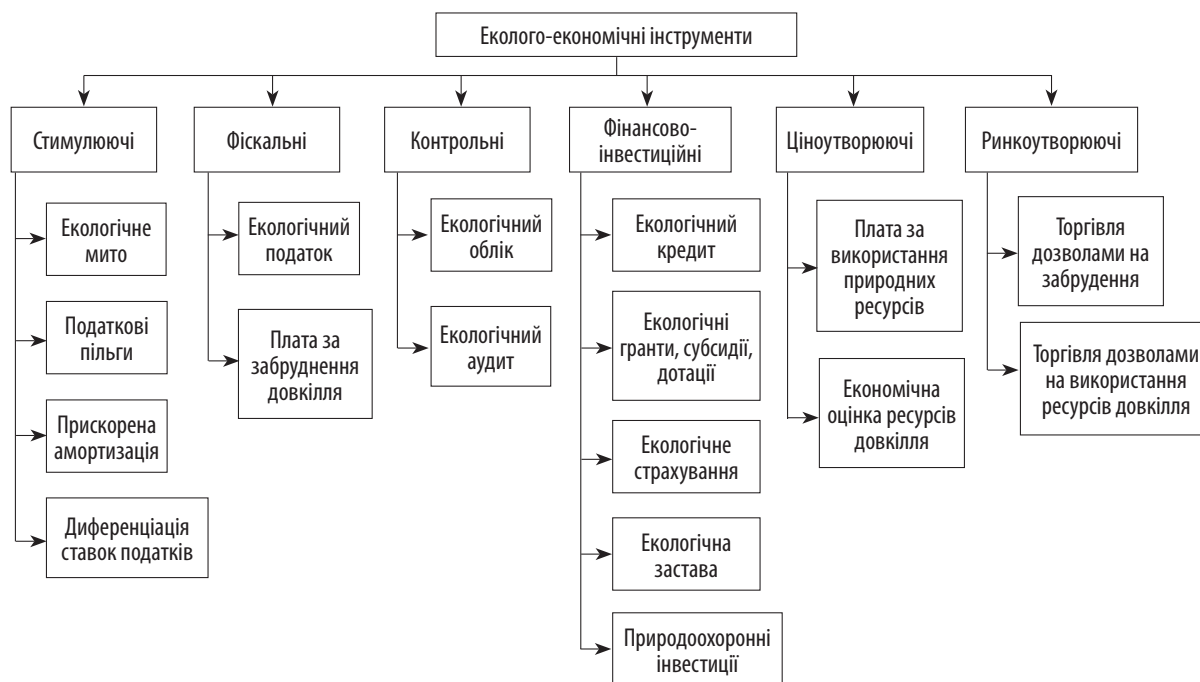 Еколого-економічні інструменти
Стимулюючі
Фіскальні
Контрольні
Фінансово-
інвестиційні
Ціноутворюючі
Ринкоутворюючі
Екологічне
мито
Податкові
пільги
Прискорена
амортизація
Диференціація
ставок податків
Екологічний
податок
Плата за
забруднення
довкілля
Екологічний
облік
Екологічний
аудит
Екологічний
кредит
Екологічні
гранти, субсидії,
дотації
Екологічне
страхування
Екологічна
застава
Природоохоронні
інвестиції
Плата за
використання
природних
ресурсів
Економічна
оцінка ресурсів
довкілля
Торгівля
дозволами на
забрудення
Торгівля дозволами
на використання
ресурсів довкілля